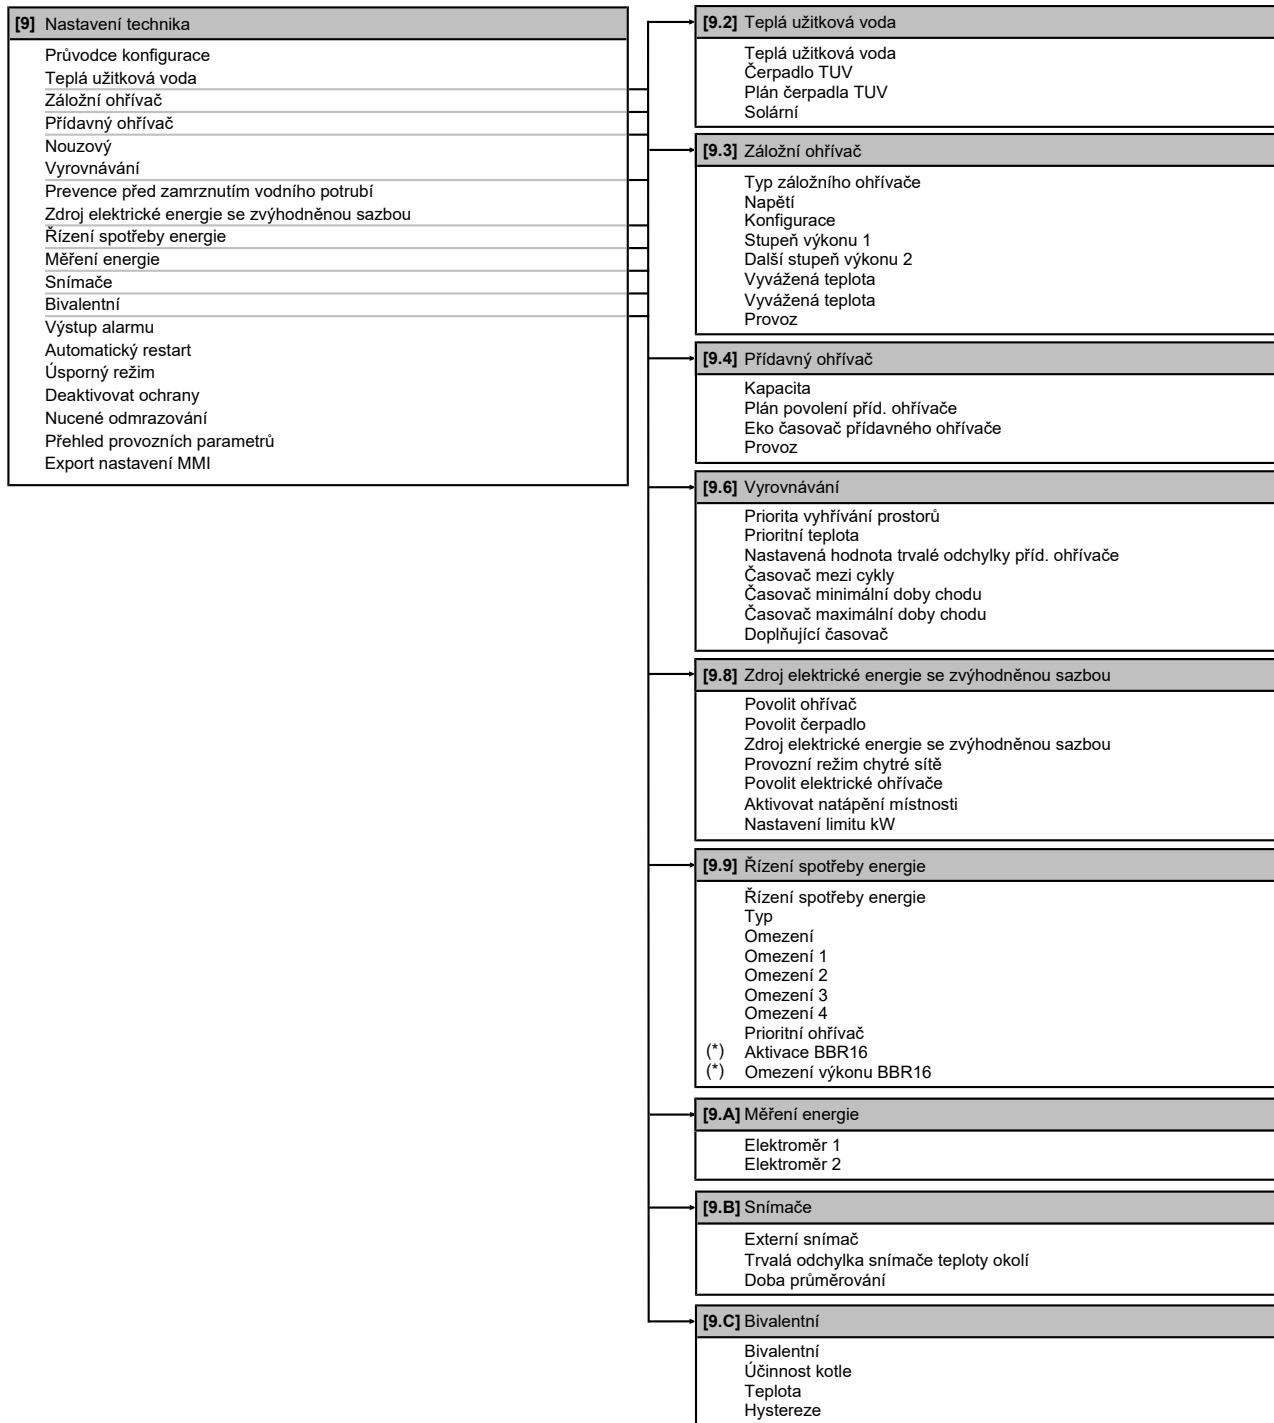 [9] Nastavení technika
Průvodce konfigurace
Teplá užitková voda
Záložní ohřívač
Přídavný ohřívač
Nouzový
Vyrovnávání
Prevence před zamrznutím vodního potrubí
Zdroj elektrické energie se zvýhodněnou sazbou
Řízení spotřeby energie
Měření energie
Snímače
Bivalentní
Výstup alarmu
Automatický restart
Úsporný režim
Deaktivovat ochrany
Nucené odmrazování
Přehled provozních parametrů
Export nastavení MMI
[9.2] Teplá užitková voda
Teplá užitková voda
Čerpadlo TUV
Plán čerpadla TUV
Solární
[9.3] Záložní ohřívač
Typ záložního ohřívače
Napětí
Konfigurace
Stupeň výkonu 1
Další stupeň výkonu 2
Vyvážená teplota
Vyvážená teplota
Provoz
[9.4] Přídavný ohřívač
Kapacita
Plán povolení příd. ohřívače
Eko časovač přídavného ohřívače
Provoz
[9.6] Vyrovnávání
Priorita vyhřívání prostorů
Prioritní teplota
Nastavená hodnota trvalé odchylky příd. ohřívače
Časovač mezi cykly
Časovač minimální doby chodu
Časovač maximální doby chodu
Doplňující časovač
[9.8] Zdroj elektrické energie se zvýhodněnou sazbou
Povolit ohřívač
Povolit čerpadlo
Zdroj elektrické energie se zvýhodněnou sazbou
Provozní režim chytré sítě
Povolit elektrické ohřívače
Aktivovat natápění místnosti
Nastavení limitu kW
[9.9] Řízení spotřeby energie
Řízení spotřeby energie
Typ
Omezení
Omezení 1
Omezení 2
Omezení 3
Omezení 4
Prioritní ohřívač
(*) Aktivace BBR16
(*) Omezení výkonu BBR16
[9.A] Měření energie
Elektroměr 1
Elektroměr 2
[9.B] Snímače
Externí snímač
Trvalá odchylka snímače teploty okolí
Doba průměrování
[9.C] Bivalentní
Bivalentní
Účinnost kotle
Teplota
Hystereze